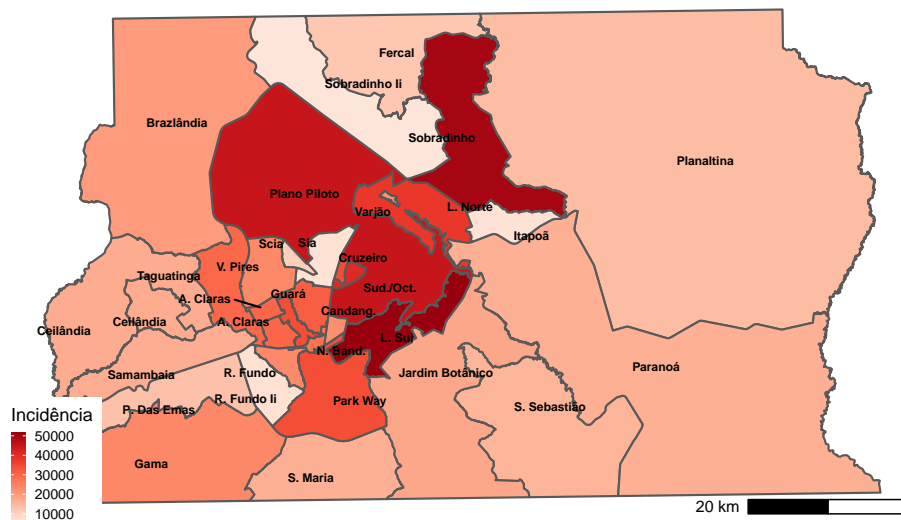 Fercal
Sobradinho Ii
Brazlândia
Sobradinho
Planaltina
Plano Piloto
L. Norte
Varjão
Itapoã
Scia
Sia
Cruzeiro
V. Pires
Taguatinga
Guará
Sud./Oct.
A. Claras
Candang.
Ceilândia
Ceilândia
A. Claras
L. Sul
N. Band.
Paranoá
Samambaia
R. Fundo
Jardim Botânico
R. Fundo Ii
Park Way
S. Sebastião
P. Das Emas
Gama
S. Maria
Incidência
50000
40000
30000
20000
10000
20 km